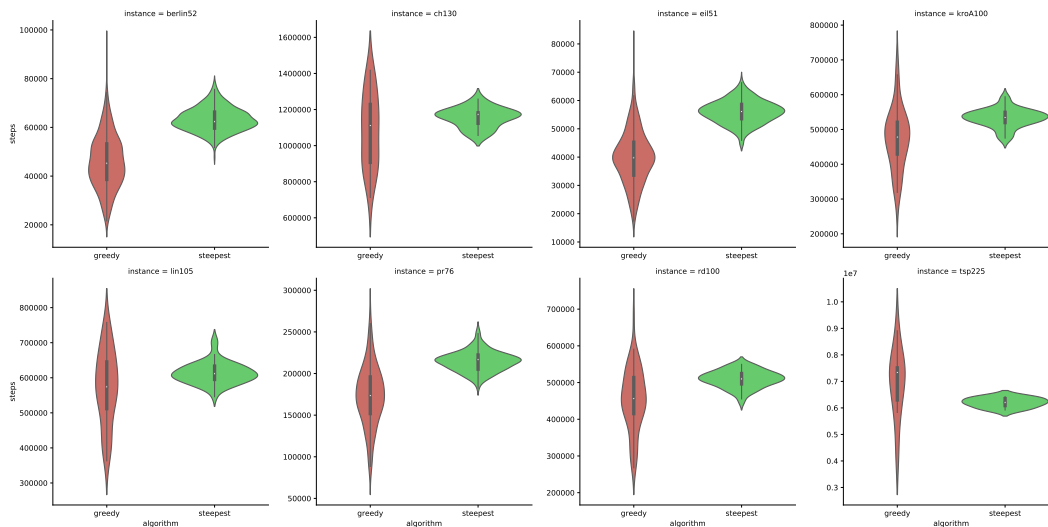 instance = berlin52
100000
80000
60000
40000
20000
steps
greedy
steepest
instance = ch130
1600000
1400000
1200000
1000000
800000
600000
greedy
steepest
instance = eil51
80000
70000
60000
50000
40000
30000
20000
10000
greedy
steepest
instance = kroA100
800000
700000
600000
500000
400000
300000
200000
greedy
steepest
instance = lin105
800000
700000
600000
500000
400000
300000
steps
greedy
steepest
algorithm
instance = pr76
300000
250000
200000
150000
100000
50000
greedy
steepest
algorithm
instance = rd100
700000
600000
500000
400000
300000
200000
greedy
steepest
algorithm
1e7
instance = tsp225
1.0
0.9
0.8
0.7
0.6
0.5
0.4
0.3
greedy
steepest
algorithm